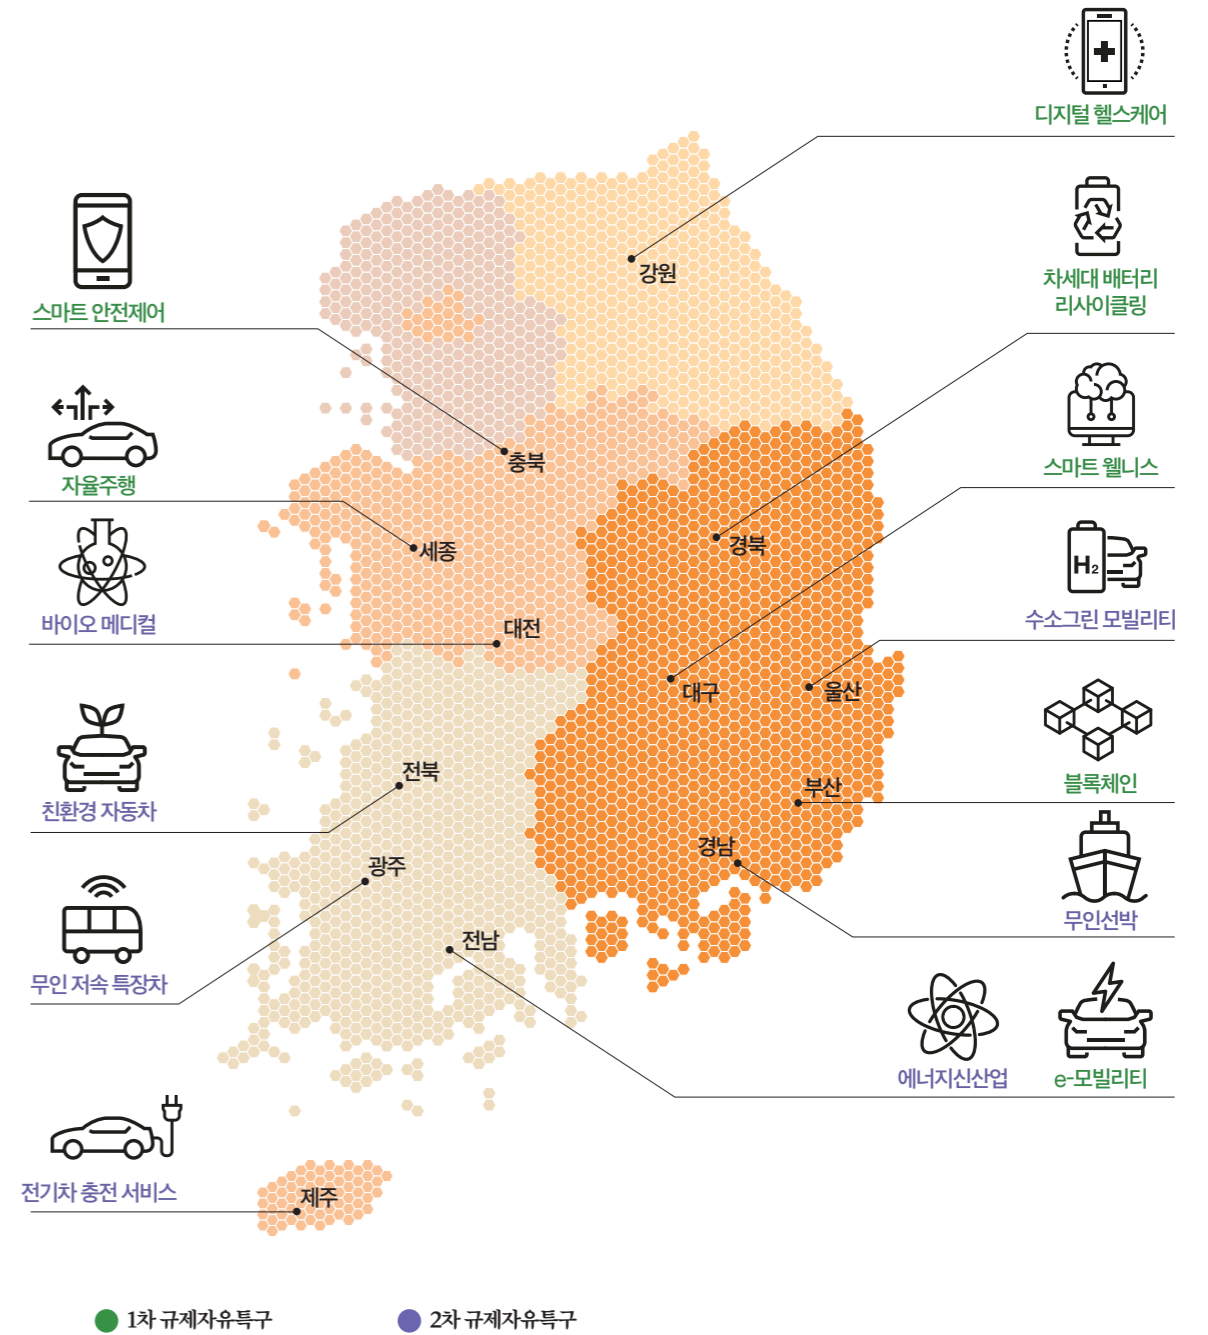 디지털 헬스케어
강원
차세대 배터리
리사이클링
스마트 안전제어
충북
스마트 웰니스
자율주행
세종
경북
바이오 메디컬
대전
수소그린 모빌리티
대구
울산
친환경 자동차
전북
블록체인
부산
경남
광주
무인선박
전남
무인 저속 특장차
에너지신산업
e-모빌리티
전기차 충전 서비스
제주
1차 규제자유특구
2차 규제자유특구
H₂